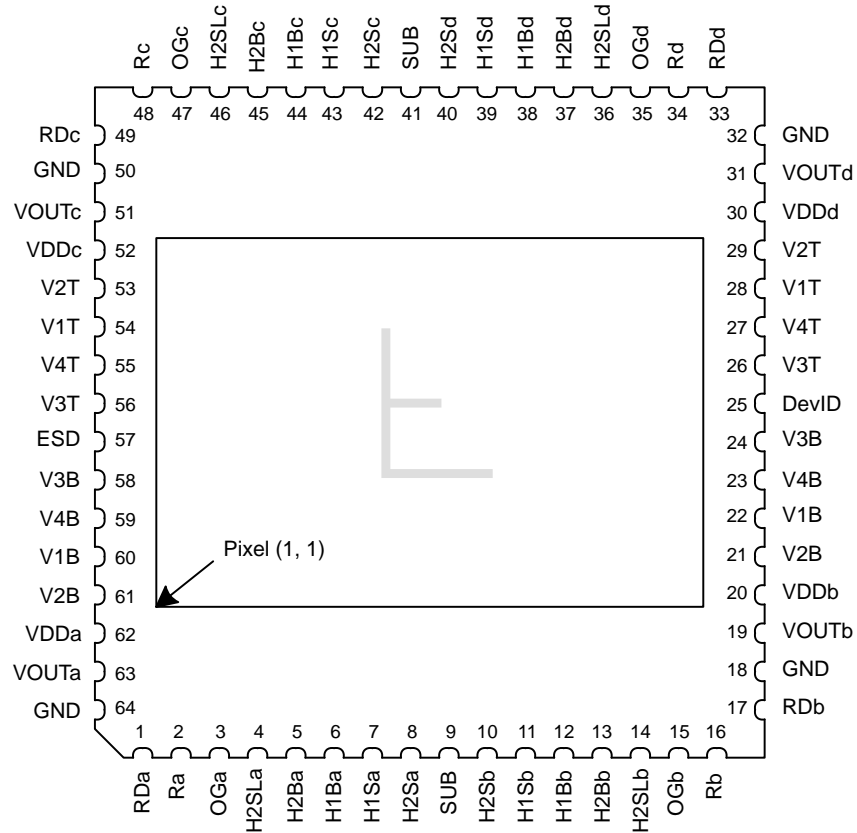 Rc OGc H2SLc H2Bc H1Bc H1Sc H2Sc SUB H2Sd H1Sd H1Bd H2Bd H2SLd OGd Rd RDd
48 47 46 45 44 43 42 41 40 39 38 37 36 35 34 33
RDc 49 32 GND
GND 50 31 VOUTd
VOUTc 51 30 VDDd
VDDc 52 29 V2T
V2T 53 28 V1T
V1T 54 27 V4T
V4T 55 26 V3T
V3T 56 25 DevID
ESD 57 24 V3B
V3B 58 23 V4B
V4B 59 22 V1B
V1B 60 21 V2B
Pixel (1, 1)
V2B 61 20 VDDb
VDDa 62 19 VOUTb
VOUTa 63 18 GND
GND 64 17 RDb
1 2 3 4 5 6 7 8 9 10 11 12 13 14 15 16
RDa Ra OGa H2SLa H2Ba H1Ba H1Sa H2Sa SUB H2Sb H1Sb H1Bb H2Bb H2SLb OGb Rb